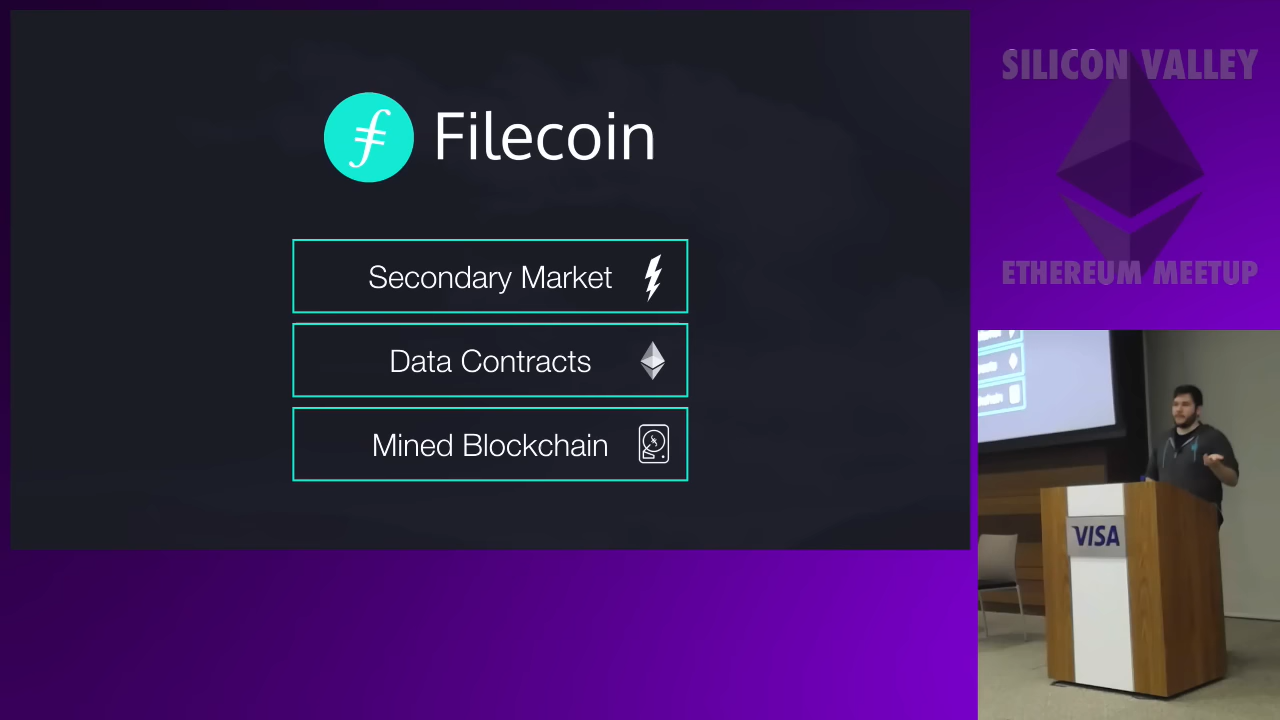 Filecoin
Secondary Market
Data Contracts
Mined Blockchain
SILICON VALLEY
ETHEREUM MEETUP
VISA